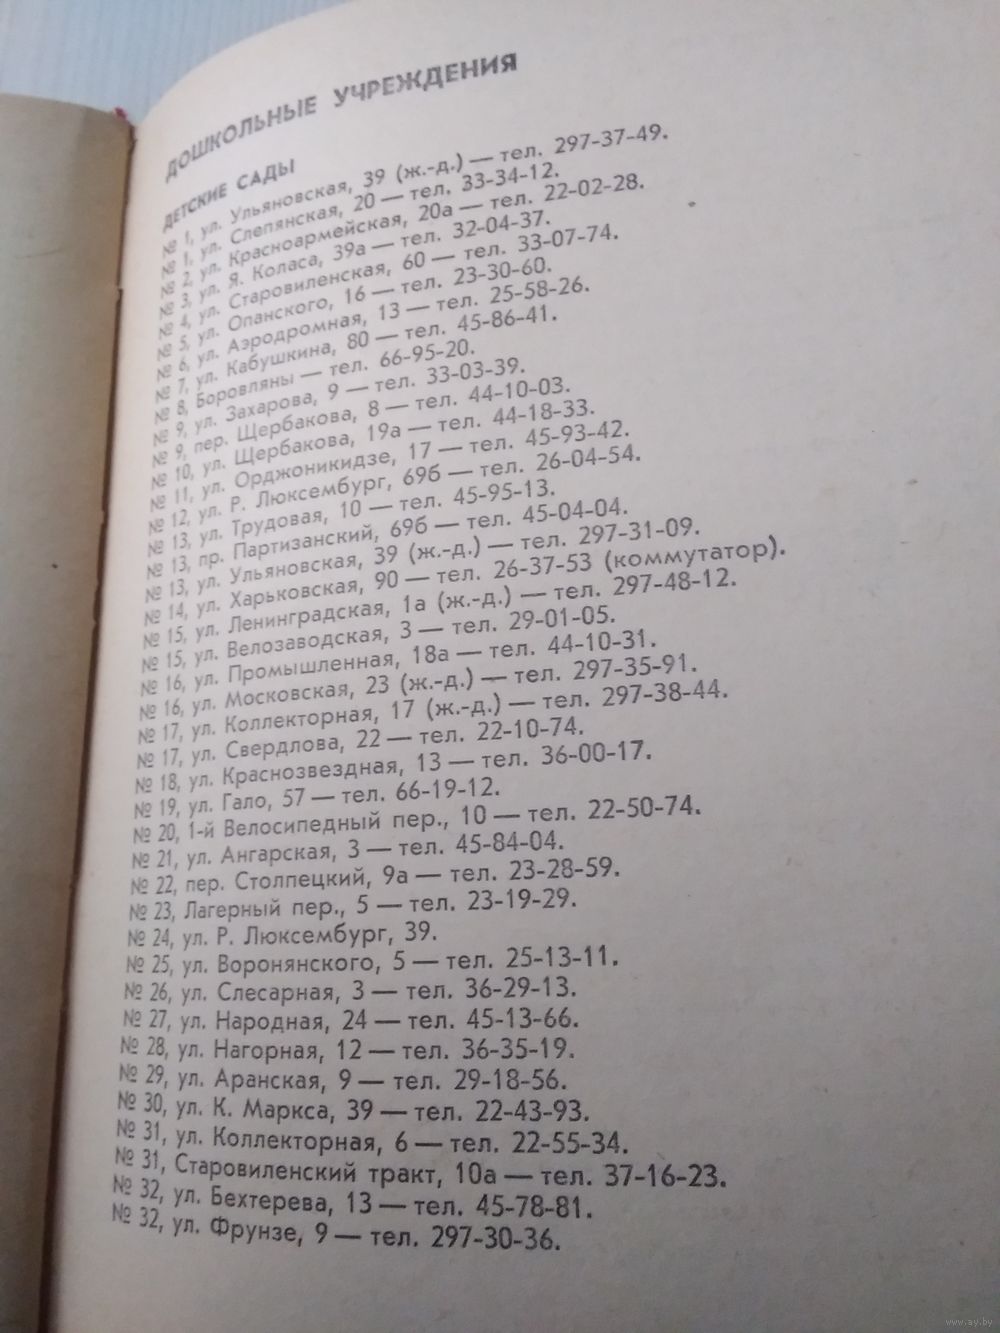 ДОШКОЛЬНЫЕ УЧРЕЖДЕНИЯ
ДЕТСКИЕ САДЫ
№ 1, ул. Ульяновская, 39 (ж.-д.) — тел. 297-37-49.
№ 1, ул. Слепянская, 20 — тел. 33-34-12.
№ 2, ул. Красноармейская, 20а — тел. 22-02-28.
№ 3, ул. Я. Коласа, 39а — тел. 32-04-37.
№ 4, ул. Старовиленская, 60 — тел. 33-07-74.
№ 5, ул. Опанского, 16 — тел. 23-30-60.
№ 6, ул. Аэродромная, 13 — тел. 25-58-26.
№ 7, ул. Кабушкина, 80 — тел. 45-86-41.
№ 8, Боровляны — тел. 66-95-20.
№ 9, ул. Захарова, 9 — тел. 33-03-39.
№ 9, пер. Щербакова, 8 — тел. 44-10-03.
№ 10, ул. Щербакова, 19а — тел. 44-18-33.
№ 11, ул. Орджоникидзе, 17 — тел. 45-93-42.
№ 12, ул. Р. Люксембург, 69б — тел. 26-04-54.
№ 13, ул. Трудовая, 10 — тел. 45-95-13.
№ 13, пр. Партизанский, 69б — тел. 45-04-04.
№ 13, ул. Ульяновская, 39 (ж.-д.) — тел. 297-31-09.
№ 14, ул. Харьковская, 90 — тел. 26-37-53 (коммутатор).
№ 15, ул. Ленинградская, 1а (ж.-д.) — тел. 297-48-12.
№ 15, ул. Велозаводская, 3 — тел. 29-01-05.
№ 16, ул. Промышленная, 18а — тел. 44-10-31.
№ 16, ул. Московская, 23 (ж.-д.) — тел. 297-35-91.
№ 17, ул. Коллекторная, 17 (ж.-д.) — тел. 297-38-44.
№ 17, ул. Свердлова, 22 — тел. 22-10-74.
№ 18, ул. Краснозвездная, 13 — тел. 36-00-17.
№ 19, ул. Гало, 57 — тел. 66-19-12.
№ 20, 1-й Велосипедный пер., 10 — тел. 22-50-74.
№ 21, ул. Ангарская, 3 — тел. 45-84-04.
№ 22, пер. Столпецкий, 9а — тел. 23-28-59.
№ 23, Лагерный пер., 5 — тел. 23-19-29.
№ 24, ул. Р. Люксембург, 39.
№ 25, ул. Воронянского, 5 — тел. 25-13-11.
№ 26, ул. Слесарная, 3 — тел. 36-29-13.
№ 27, ул. Народная, 24 — тел. 45-13-66.
№ 28, ул. Нагорная, 12 — тел. 36-35-19.
№ 29, ул. Аранская, 9 — тел. 29-18-56.
№ 30, ул. К. Маркса, 39 — тел. 22-43-93.
№ 31, ул. Коллекторная, 6 — тел. 22-55-34.
№ 31, Старовиленский тракт, 10а — тел. 37-16-23.
№ 32, ул. Бехтерева, 13 — тел. 45-78-81.
№ 32, ул. Фрунзе, 9 — тел. 297-30-36.
www.ay.by